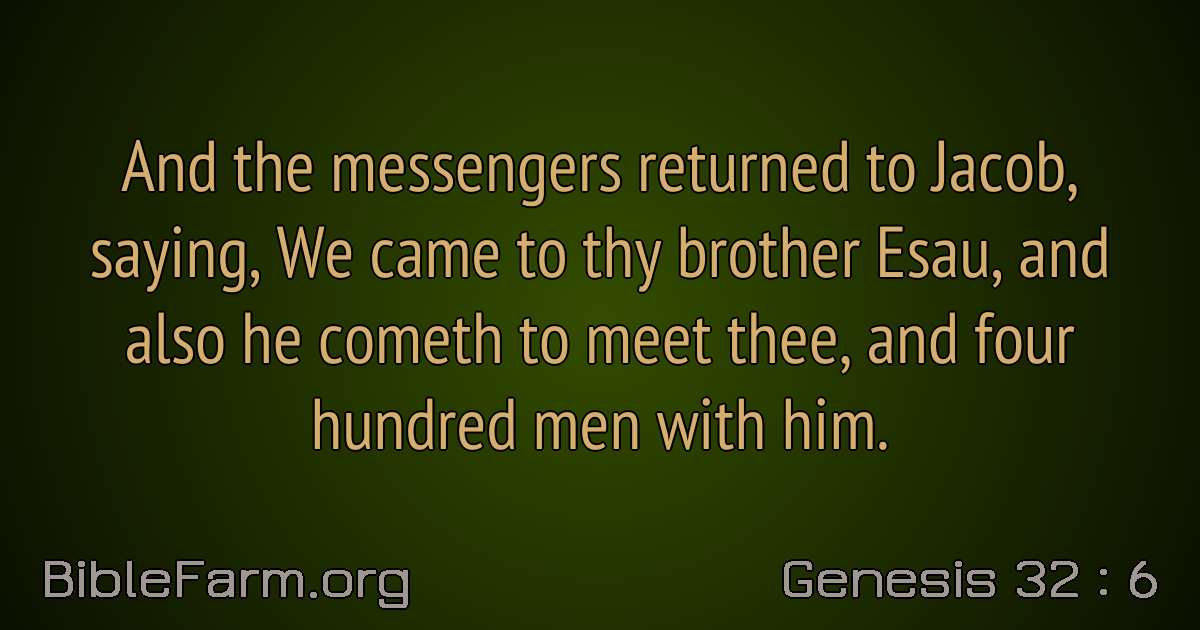 And the messengers returned to Jacob,
saying, We came to thy brother Esau, and
also he cometh to meet thee, and four
hundred men with him.
BibleFarm.org
Genesis 32 : 6